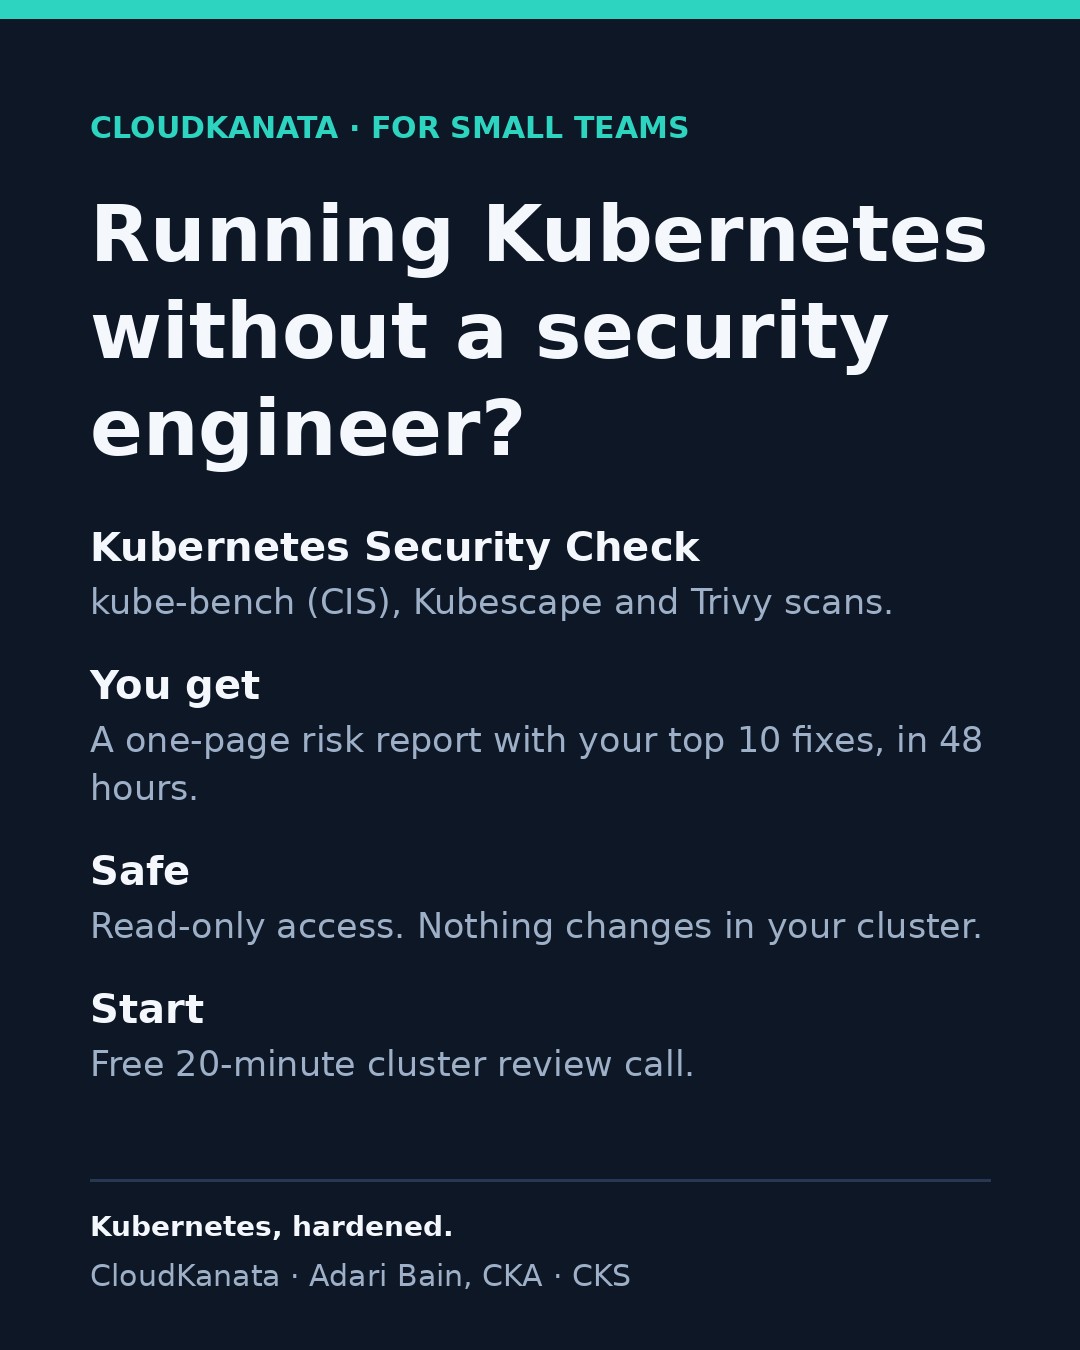 CLOUDKANATA · FOR SMALL TEAMS
Running Kubernetes
without a security
engineer?
Kubernetes Security Check
kube-bench (CIS), Kubescape and Trivy scans.
You get
A one-page risk report with your top 10 fixes, in 48
hours.
Safe
Read-only access. Nothing changes in your cluster.
Start
Free 20-minute cluster review call.
Kubernetes, hardened.
CloudKanata · Adari Bain, CKA · CKS